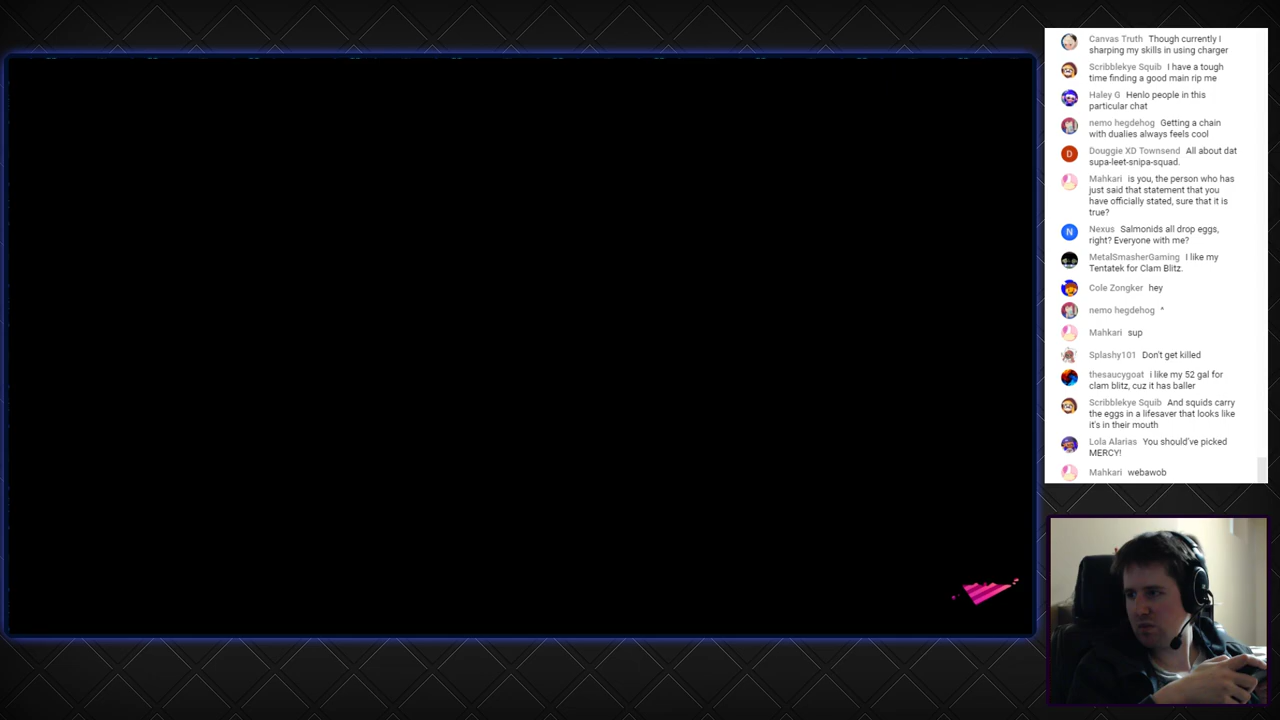 Canvas Truth Though currently I
sharping my skills in using charger
Scribblekye Squib I have a tough
time finding a good main rip me
Haley G Henlo people in this
particular chat
nemo hegdehog Getting a chain
with dualies always feels cool
D
Douggie XD Townsend All about dat
supa-leet-snipa-squad.
Mahkari is you, the person who has
just said that statement that you
have officially stated, sure that it is
true?
N
Nexus Salmonids all drop eggs,
right? Everyone with me?
MetalSmasherGaming I like my
Tentatek for Clam Blitz.
Cole Zongker hey
nemo hegdehog ^
Mahkari sup
Splashy101 Don't get killed
thesaucygoat i like my 52 gal for
clam blitz, cuz it has baller
Scribblekye Squib And squids carry
the eggs in a lifesaver that looks like
it's in their mouth
Lola Alarias You should've picked
MERCY!
Mahkari webawob